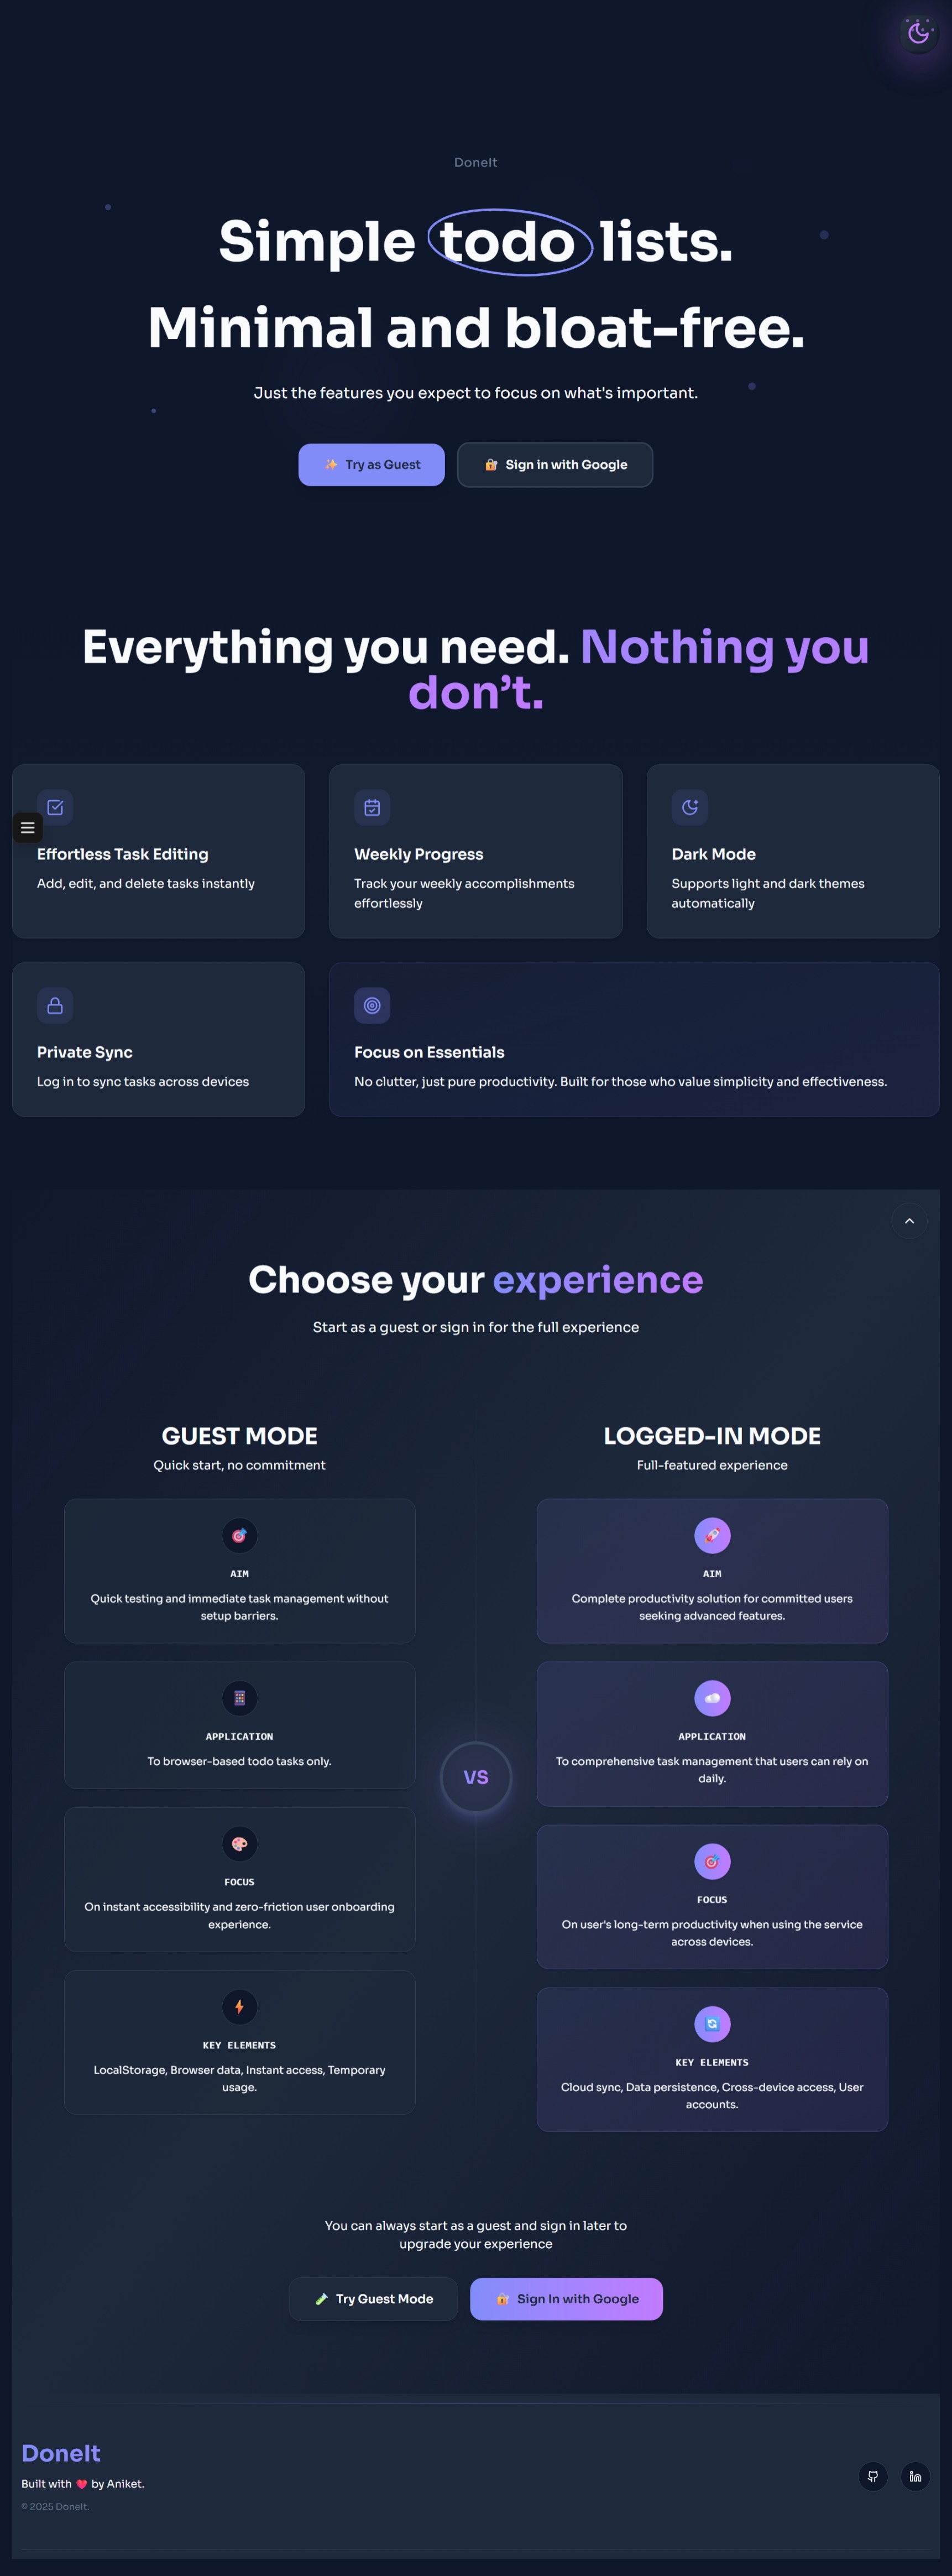 DoneIt
Simple todo lists.
Minimal and bloat-free.
Just the features you expect to focus on what's important.
Try as Guest
Sign in with Google
Everything you need. Nothing you
don’t.
Effortless Task Editing
Add, edit, and delete tasks instantly
Weekly Progress
Track your weekly accomplishments
effortlessly
Dark Mode
Supports light and dark themes
automatically
Private Sync
Log in to sync tasks across devices
Focus on Essentials
No clutter, just pure productivity. Built for those who value simplicity and effectiveness.
Choose your experience
Start as a guest or sign in for the full experience
GUEST MODE
Quick start, no commitment
AIM
Quick testing and immediate task management without
setup barriers.
APPLICATION
To browser-based todo tasks only.
FOCUS
On instant accessibility and zero-friction user onboarding
experience.
KEY ELEMENTS
LocalStorage, Browser data, Instant access, Temporary
usage.
VS
LOGGED-IN MODE
Full-featured experience
AIM
Complete productivity solution for committed users
seeking advanced features.
APPLICATION
To comprehensive task management that users can rely on
daily.
FOCUS
On user's long-term productivity when using the service
across devices.
KEY ELEMENTS
Cloud sync, Data persistence, Cross-device access, User
accounts.
You can always start as a guest and sign in later to
upgrade your experience
Try Guest Mode
Sign In with Google
DoneIt
Built with ❤️ by Aniket.
© 2025 DoneIt.